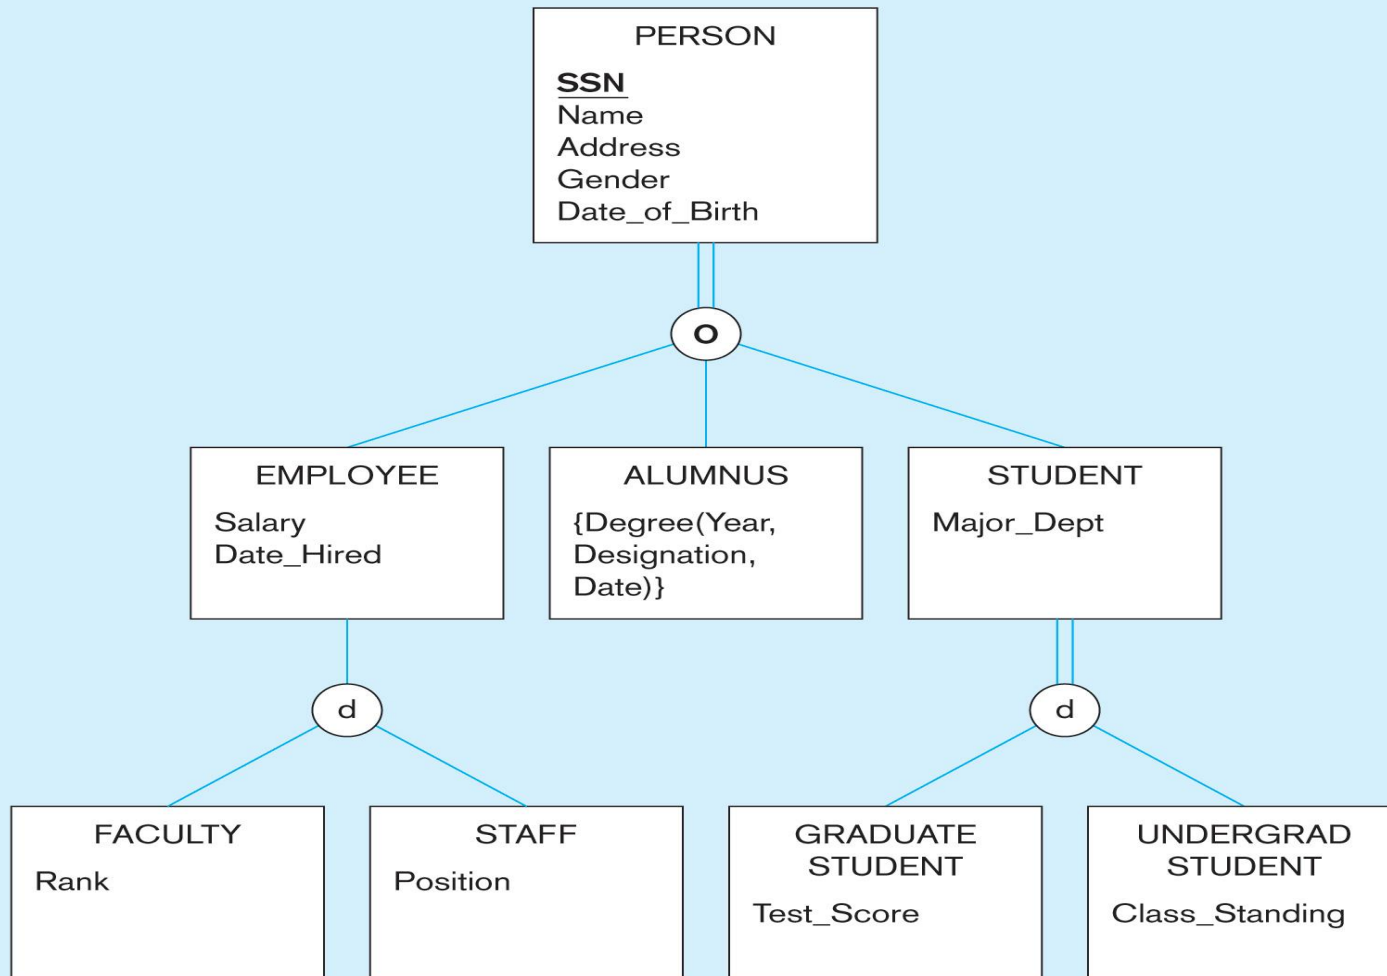 PERSON
SSN
Name
Address
Gender
Date_of_Birth
O
EMPLOYEE
Salary
Date_Hired
ALUMNUS
{Degree(Year,
Designation,
Date)}
STUDENT
Major_Dept
d
d
FACULTY
Rank
STAFF
Position
GRADUATE
STUDENT
Test_Score
UNDERGRAD
STUDENT
Class_Standing